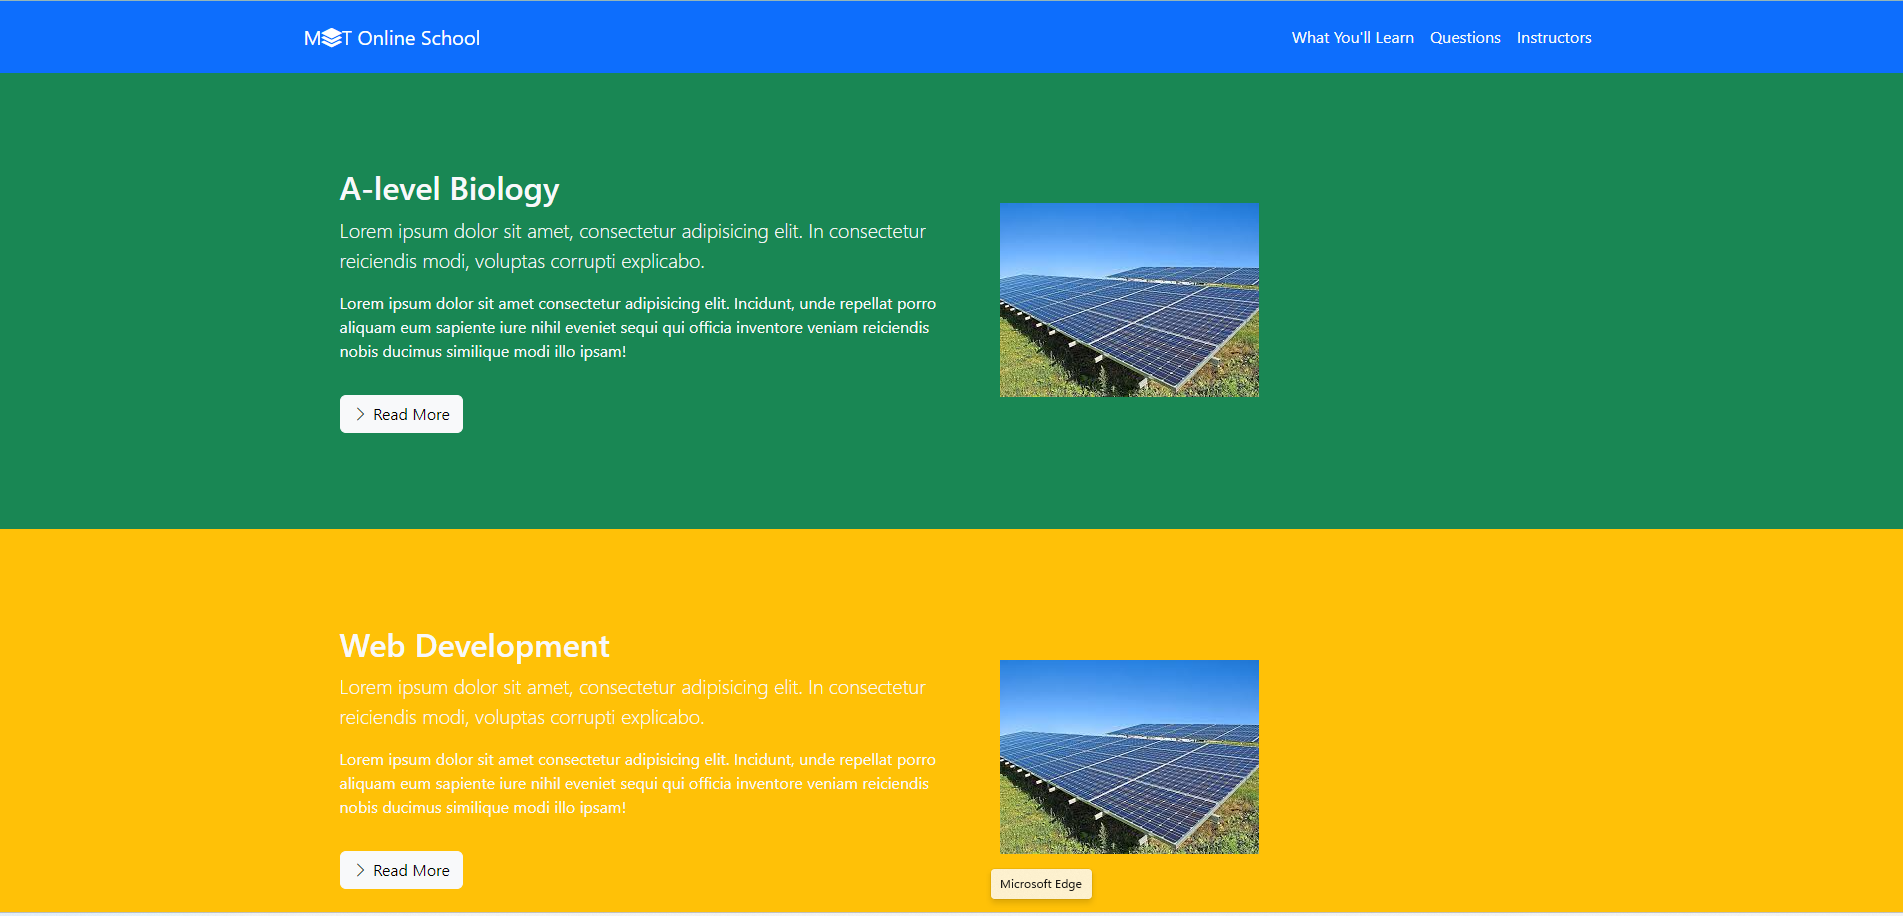 MT Online School
What You'll Learn Questions Instructors
A-level Biology
Lorem ipsum dolor sit amet, consectetur adipisicing elit. In consectetur
reiciendis modi, voluptas corrupti explicabo.
Lorem ipsum dolor sit amet consectetur adipisicing elit. Incidunt, unde repellat porro
aliquam eum sapiente iure nihil eveniet sequi qui officia inventore veniam reiciendis
nobis ducimus similique modi illo ipsam!
Read More
Web Development
Lorem ipsum dolor sit amet, consectetur adipisicing elit. In consectetur
reiciendis modi, voluptas corrupti explicabo.
Lorem ipsum dolor sit amet consectetur adipisicing elit. Incidunt, unde repellat porro
aliquam eum sapiente iure nihil eveniet sequi qui officia inventore veniam reiciendis
nobis ducimus similique modi illo ipsam!
Read More
Microsoft Edge